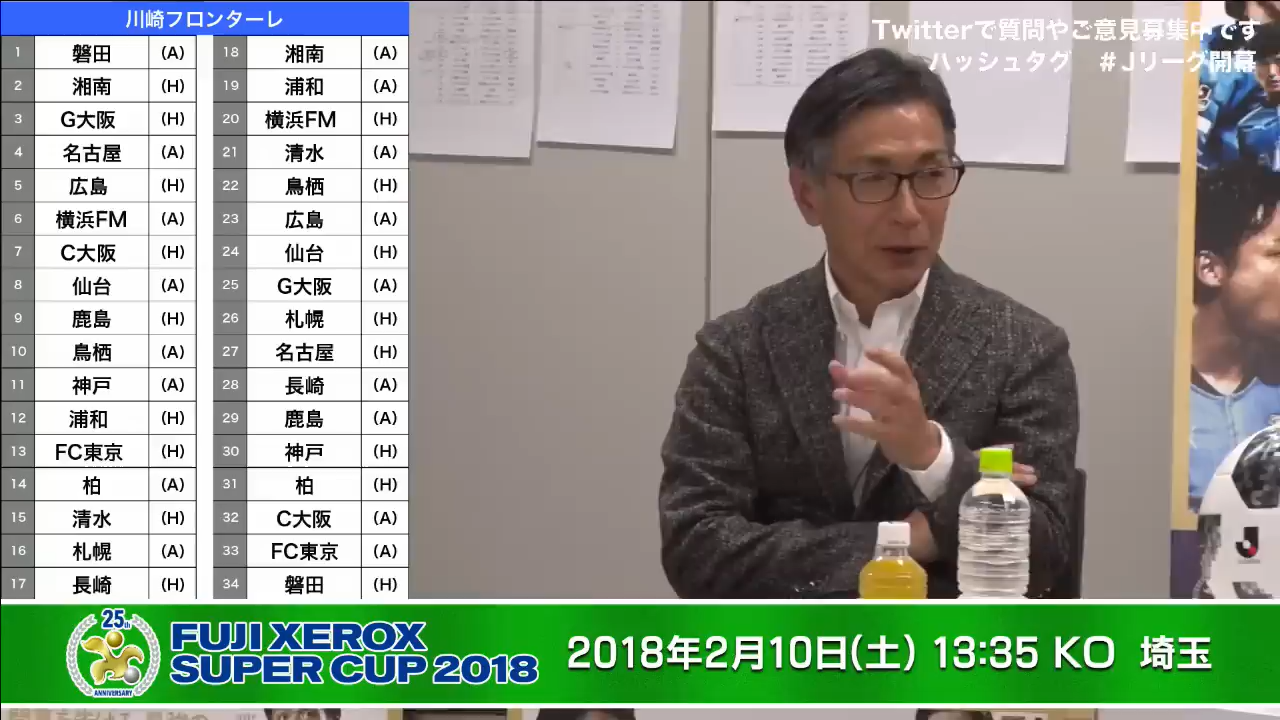 川崎フロンターレ
1 磐田 (A)
2 湘南 (H)
3 G大阪 (H)
4 名古屋 (A)
5 広島 (H)
6 横浜FM (A)
7 C大阪 (H)
8 仙台 (A)
9 鹿島 (H)
10 鳥栖 (A)
11 神戸 (A)
12 浦和 (H)
13 FC東京 (H)
14 柏 (A)
15 清水 (H)
16 札幌 (A)
17 長崎 (H)
18 湘南 (A)
19 浦和 (A)
20 横浜FM (H)
21 清水 (A)
22 鳥栖 (H)
23 広島 (A)
24 仙台 (H)
25 G大阪 (A)
26 札幌 (H)
27 名古屋 (H)
28 長崎 (A)
29 鹿島 (A)
30 神戸 (H)
31 柏 (H)
32 C大阪 (A)
33 FC東京 (A)
34 磐田 (H)
Twitterで質問やご意見募集中です
ハッシュタグ #Jリーグ開幕
25th
ANNIVERSARY
FUJI XEROX
SUPER CUP 2018
2018年2月10日(土) 13:35 KO 埼玉